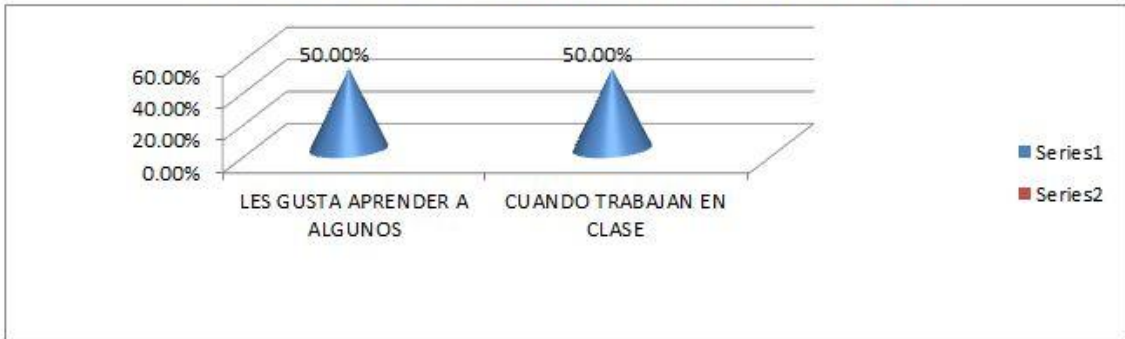 50.00%
50.00%
60.00%
40.00%
20.00%
0.00%
LES GUSTA APRENDER A
ALGUNOS
CUANDO TRABAJAN EN
CLASE
Series1
Series2